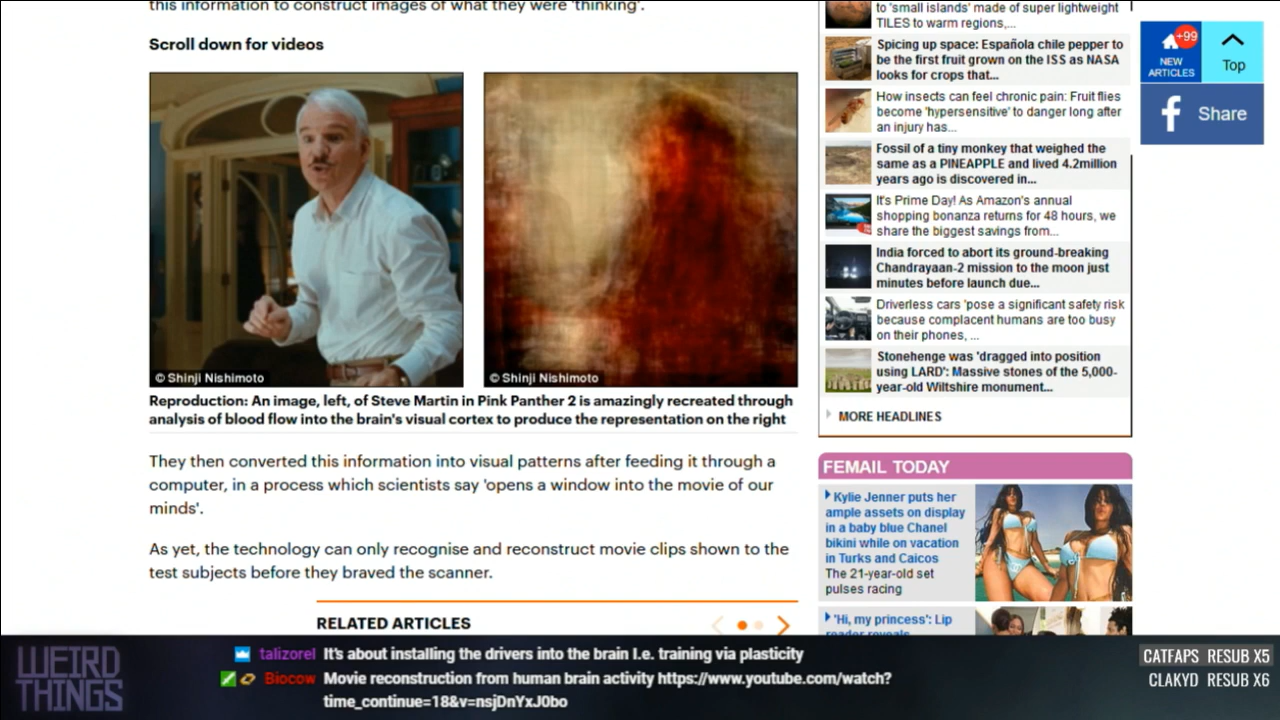 this information to construct images of what they were 'thinking'.
Scroll down for videos
© Shinji Nishimoto
© Shinji Nishimoto
Reproduction: An image, left, of Steve Martin in Pink Panther 2 is amazingly recreated through
analysis of blood flow into the brain's visual cortex to produce the representation on the right
They then converted this information into visual patterns after feeding it through a
computer, in a process which scientists say 'opens a window into the movie of our
minds'.
As yet, the technology can only recognise and reconstruct movie clips shown to the
test subjects before they braved the scanner.
RELATED ARTICLES
to 'small islands' made of super lightweight
TILES to warm regions,...
Spicing up space: Española chile pepper to
be the first fruit grown on the ISS as NASA
looks for crops that...
How insects can feel chronic pain: Fruit flies
become 'hypersensitive' to danger long after
an injury has...
Fossil of a tiny monkey that weighed the
same as a PINEAPPLE and lived 4.2million
years ago is discovered in...
It's Prime Day! As Amazon's annual
shopping bonanza returns for 48 hours, we
share the biggest savings from...
India forced to abort its ground-breaking
Chandrayaan-2 mission to the moon just
minutes before launch due...
Driverless cars 'pose a significant safety risk
because complacent humans are too busy
on their phones, ...
Stonehenge was 'dragged into position
using LARD': Massive stones of the 5,000-
year-old Wiltshire monument...
MORE HEADLINES
FEMAIL TODAY
Kylie Jenner puts her
ample assets on display
in a baby blue Chanel
bikini while on vacation
in Turks and Caicos
The 21-year-old set
pulses racing
'Hi, my princess': Lip
reader reveals
+99
NEW
ARTICLES
Top
Share
WEIRD
THINGS
talizorel It's about installing the drivers into the brain I.e. training via plasticity
Biocow Movie reconstruction from human brain activity https://www.youtube.com/watch?
time_continue=18&v=nsjDnYxJ0bo
CATFAPS RESUB X5
CLAKYD RESUB X6